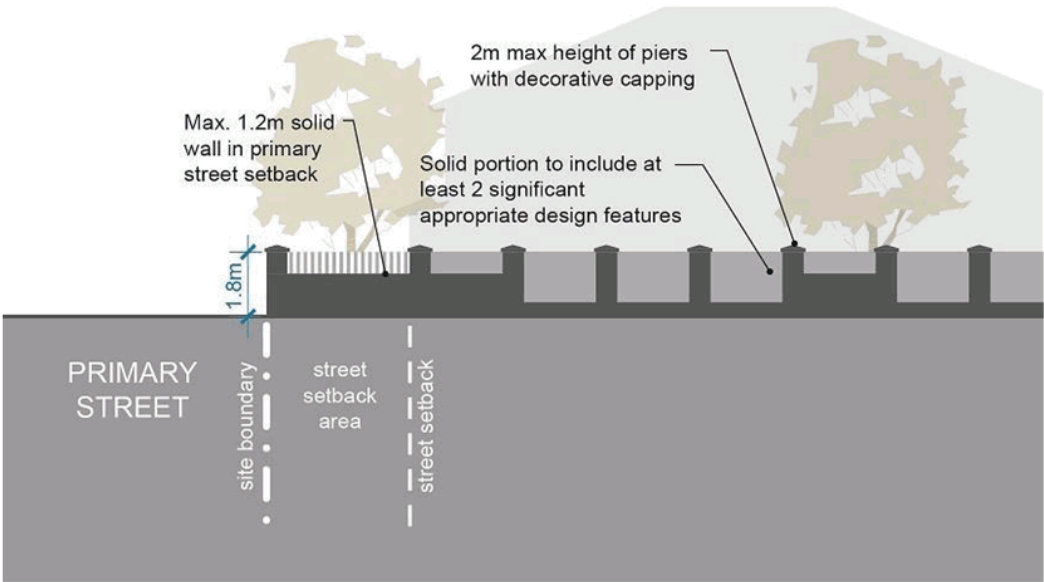 2m max height of piers
with decorative capping
Max. 1.2m solid
wall in primary
street setback
Solid portion to include at
least 2 significant
appropriate design features
1.8m
PRIMARY
STREET
site boundary
street
setback
area
street setback